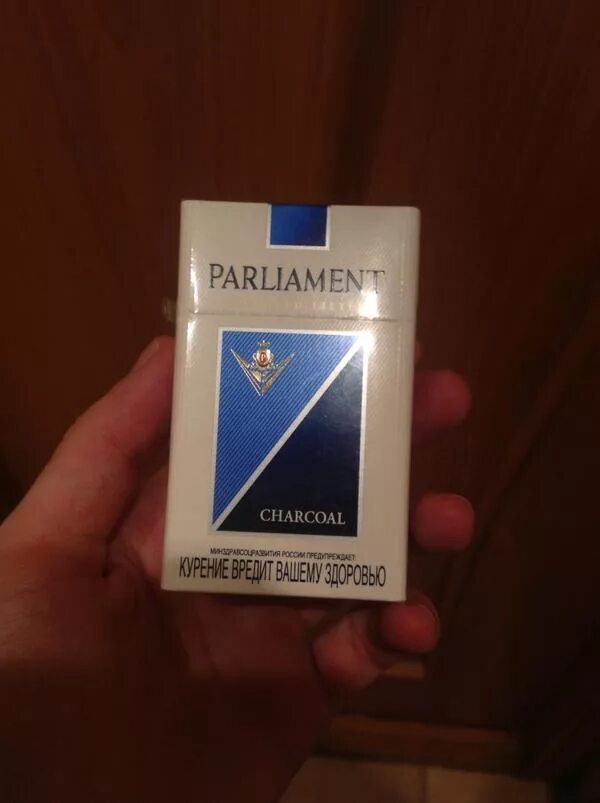 PARLIAMENT
CHARCOAL
МИНЗДРАВСОЦРАЗВИТИЯ РОССИИ ПРЕДУПРЕЖДАЕТ:
КУРЕНИЕ ВРЕДИТ ВАШЕМУ ЗДОРОВЬЮ